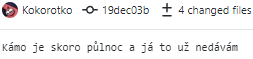 Kokorotko 19dec03b 4 changed files
Kámo je skoro půlnoc a já to už nedávám